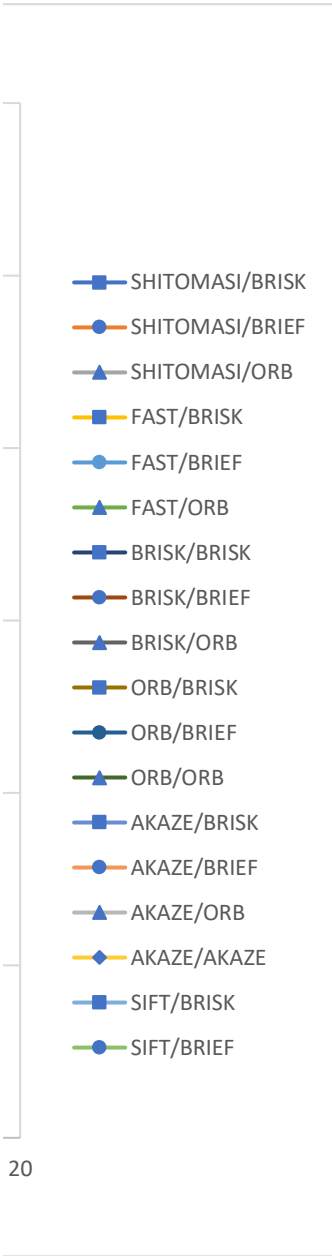 SHITOMASI/BRISK
SHITOMASI/BRIEF
SHITOMASI/ORB
FAST/BRISK
FAST/BRIEF
FAST/ORB
BRISK/BRISK
BRISK/BRIEF
BRISK/ORB
ORB/BRISK
ORB/BRIEF
ORB/ORB
AKAZE/BRISK
AKAZE/BRIEF
AKAZE/ORB
AKAZE/AKAZE
SIFT/BRISK
SIFT/BRIEF
20